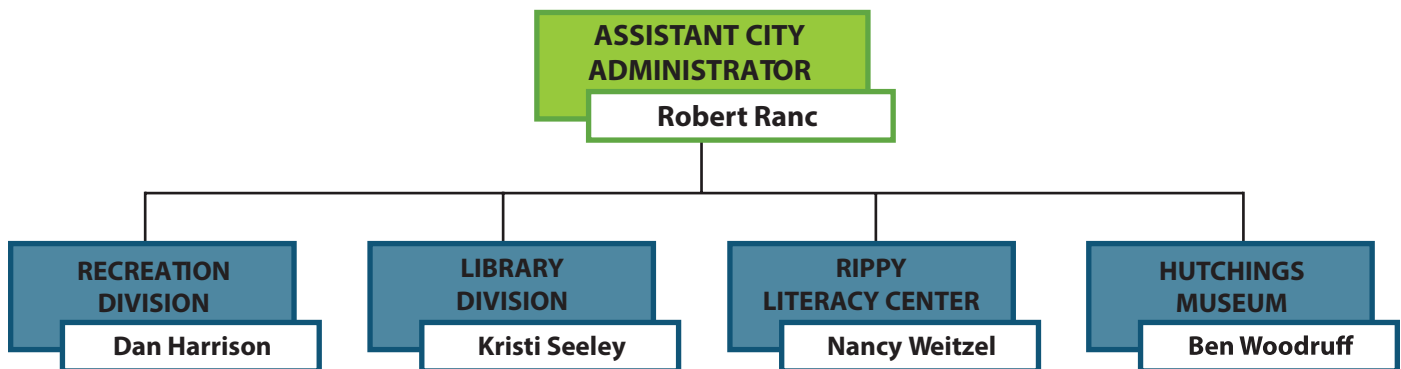 ASSISTANT CITY
ADMINISTRATOR
Robert Ranc
RECREATION
DIVISION
Dan Harrison
LIBRARY
DIVISION
Kristi Seeley
RIPPY
LITERACY CENTER
Nancy Weitzel
HUTCHINGS
MUSEUM
Ben Woodruff